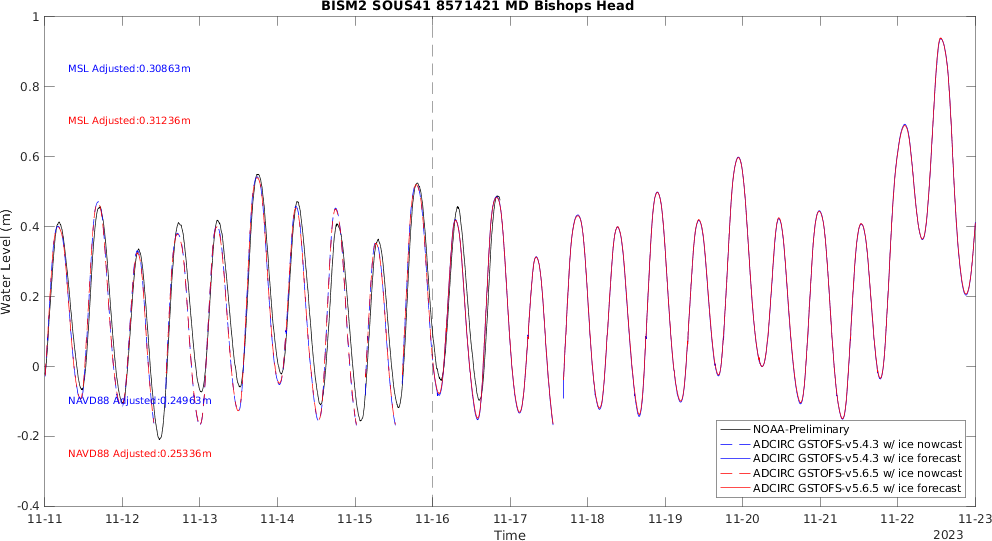 BISM2 SOUS41 8571421 MD Bishops Head
1
0.8
0.6
0.4
0.2
0
-0.2
-0.4
Water Level (m)
MSL Adjusted:0.30863m
MSL Adjusted:0.31236m
NAVD88 Adjusted:0.24963m
NAVD88 Adjusted:0.25336m
NOAA-Preliminary
ADCIRC GSTOFS-v5.4.3 w/ ice nowcast
ADCIRC GSTOFS-v5.4.3 w/ ice forecast
ADCIRC GSTOFS-v5.6.5 w/ ice nowcast
ADCIRC GSTOFS-v5.6.5 w/ ice forecast
11-11 11-12 11-13 11-14 11-15 11-16 11-17 11-18 11-19 11-20 11-21 11-22 11-23
Time
2023